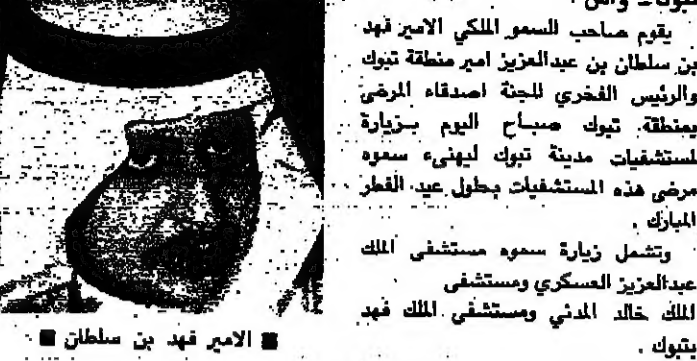 تبوك - واس :
يقوم صاحب السمو الملكي الامير فهد
بن سلطان بن عبدالعزيز امير منطقة تبوك
والرئيس الفخري للجنة اصدقاء المرضى
بمنطقة تبوك صباح اليوم بزيارة
لمستشفيات مدينة تبوك ليهنىء سموه
مرضى هذه المستشفيات بحلول عيد الفطر
المبارك .
وتشمل زيارة سموه مستشفى الملك
عبدالعزيز العسكري ومستشفى
الملك خالد المدني ومستشفى الملك فهد
بتبوك .
■ الامير فهد بن سلطان ■